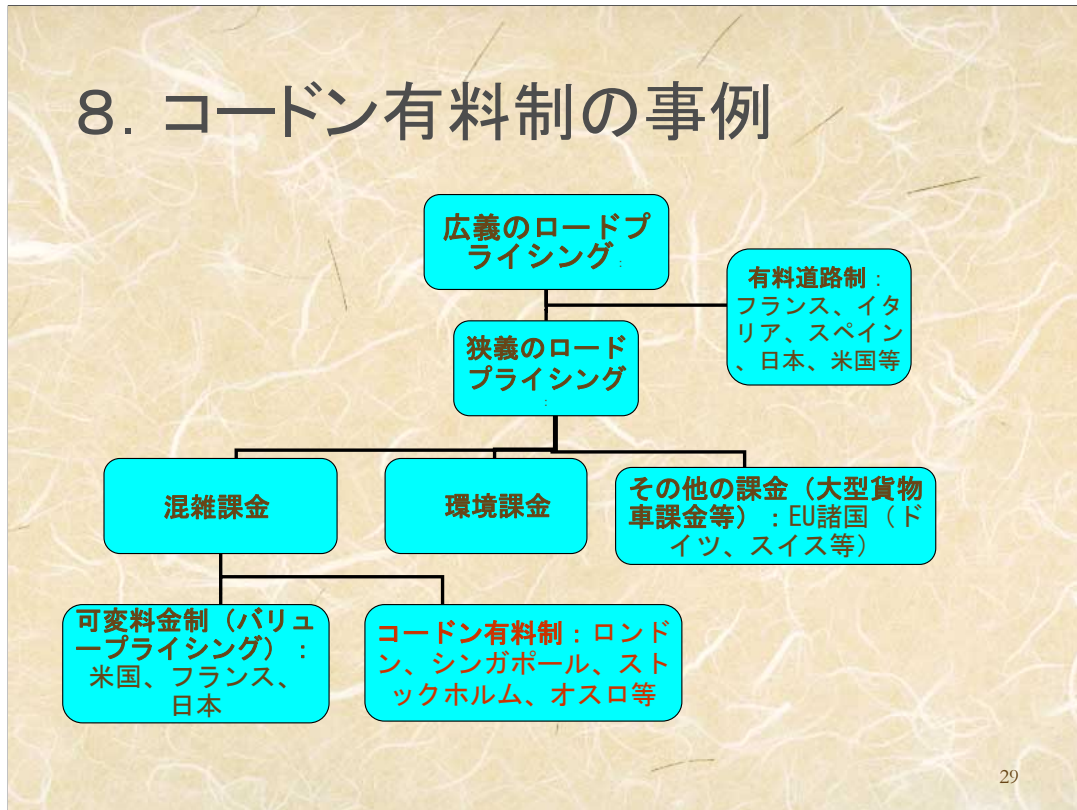 ８．コードン有料制の事例
広義のロードプ
ライシング：
有料道路制：
フランス、イタ
リア、スペイン
、日本、米国等
狭義のロード
プライシング
：
混雑課金
環境課金
その他の課金（大型貨物
車課金等）：EU諸国（ド
イツ、スイス等）
可変料金制（バリュ
ープライシング）：
米国、フランス、
日本
コードン有料制：ロンド
ン、シンガポール、スト
ックホルム、オスロ等
29